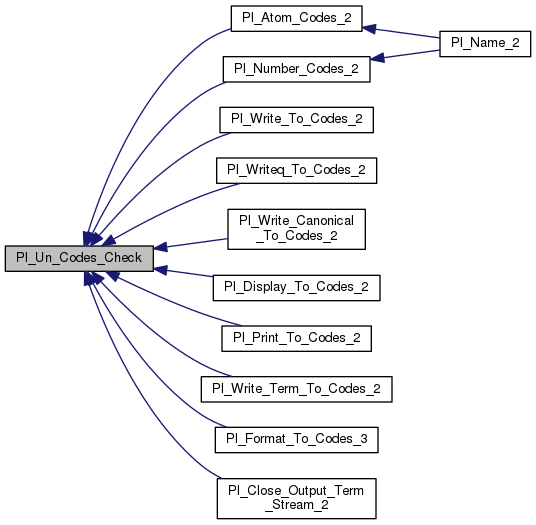 Pl_Atom_Codes_2
Pl_Name_2
Pl_Number_Codes_2
Pl_Write_To_Codes_2
Pl_Writeq_To_Codes_2
Pl_Write_Canonical
_To_Codes_2
Pl_Un_Codes_Check
Pl_Display_To_Codes_2
Pl_Print_To_Codes_2
Pl_Write_Term_To_Codes_2
Pl_Format_To_Codes_3
Pl_Close_Output_Term
_Stream_2